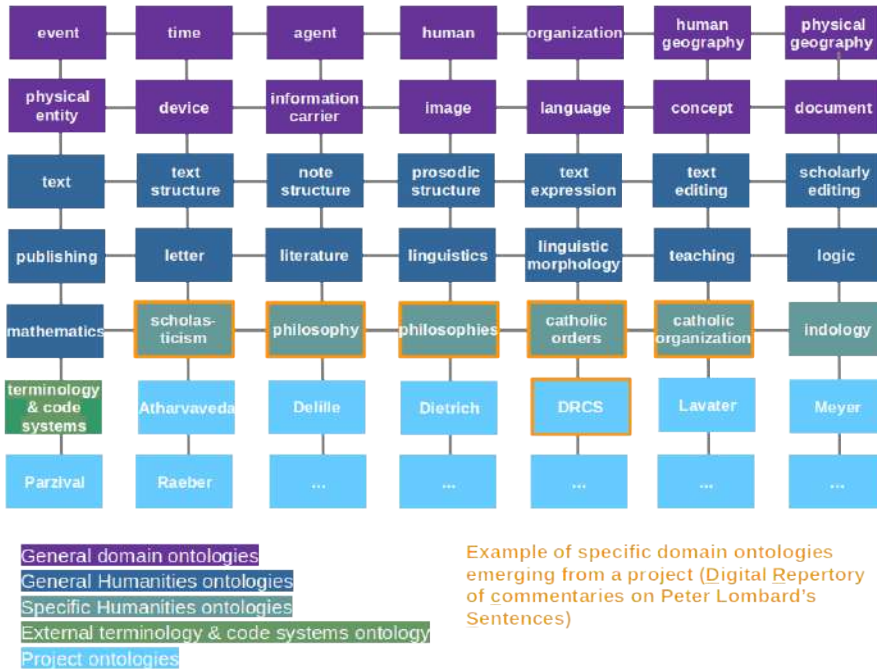 event time agent human organization human geography physical geography
physical entity device information carrier image language concept document
text text structure note structure prosodic structure text expression text editing scholarly editing
publishing letter literature linguistics linguistic morphology teaching logic
mathematics scholas-ticism philosophy philosophies catholic orders catholic organization indology
terminology & code systems Atharvaveda Delille Dietrich DRCS Lavater Meyer
Parzival Raeber ... ... ... ... ...
General domain ontologies
General Humanities ontologies
Specific Humanities ontologies
External terminology & code systems ontology
Project ontologies
Example of specific domain ontologies
emerging from a project (Digital Repertory
of commentaries on Peter Lombard's
Sentences)